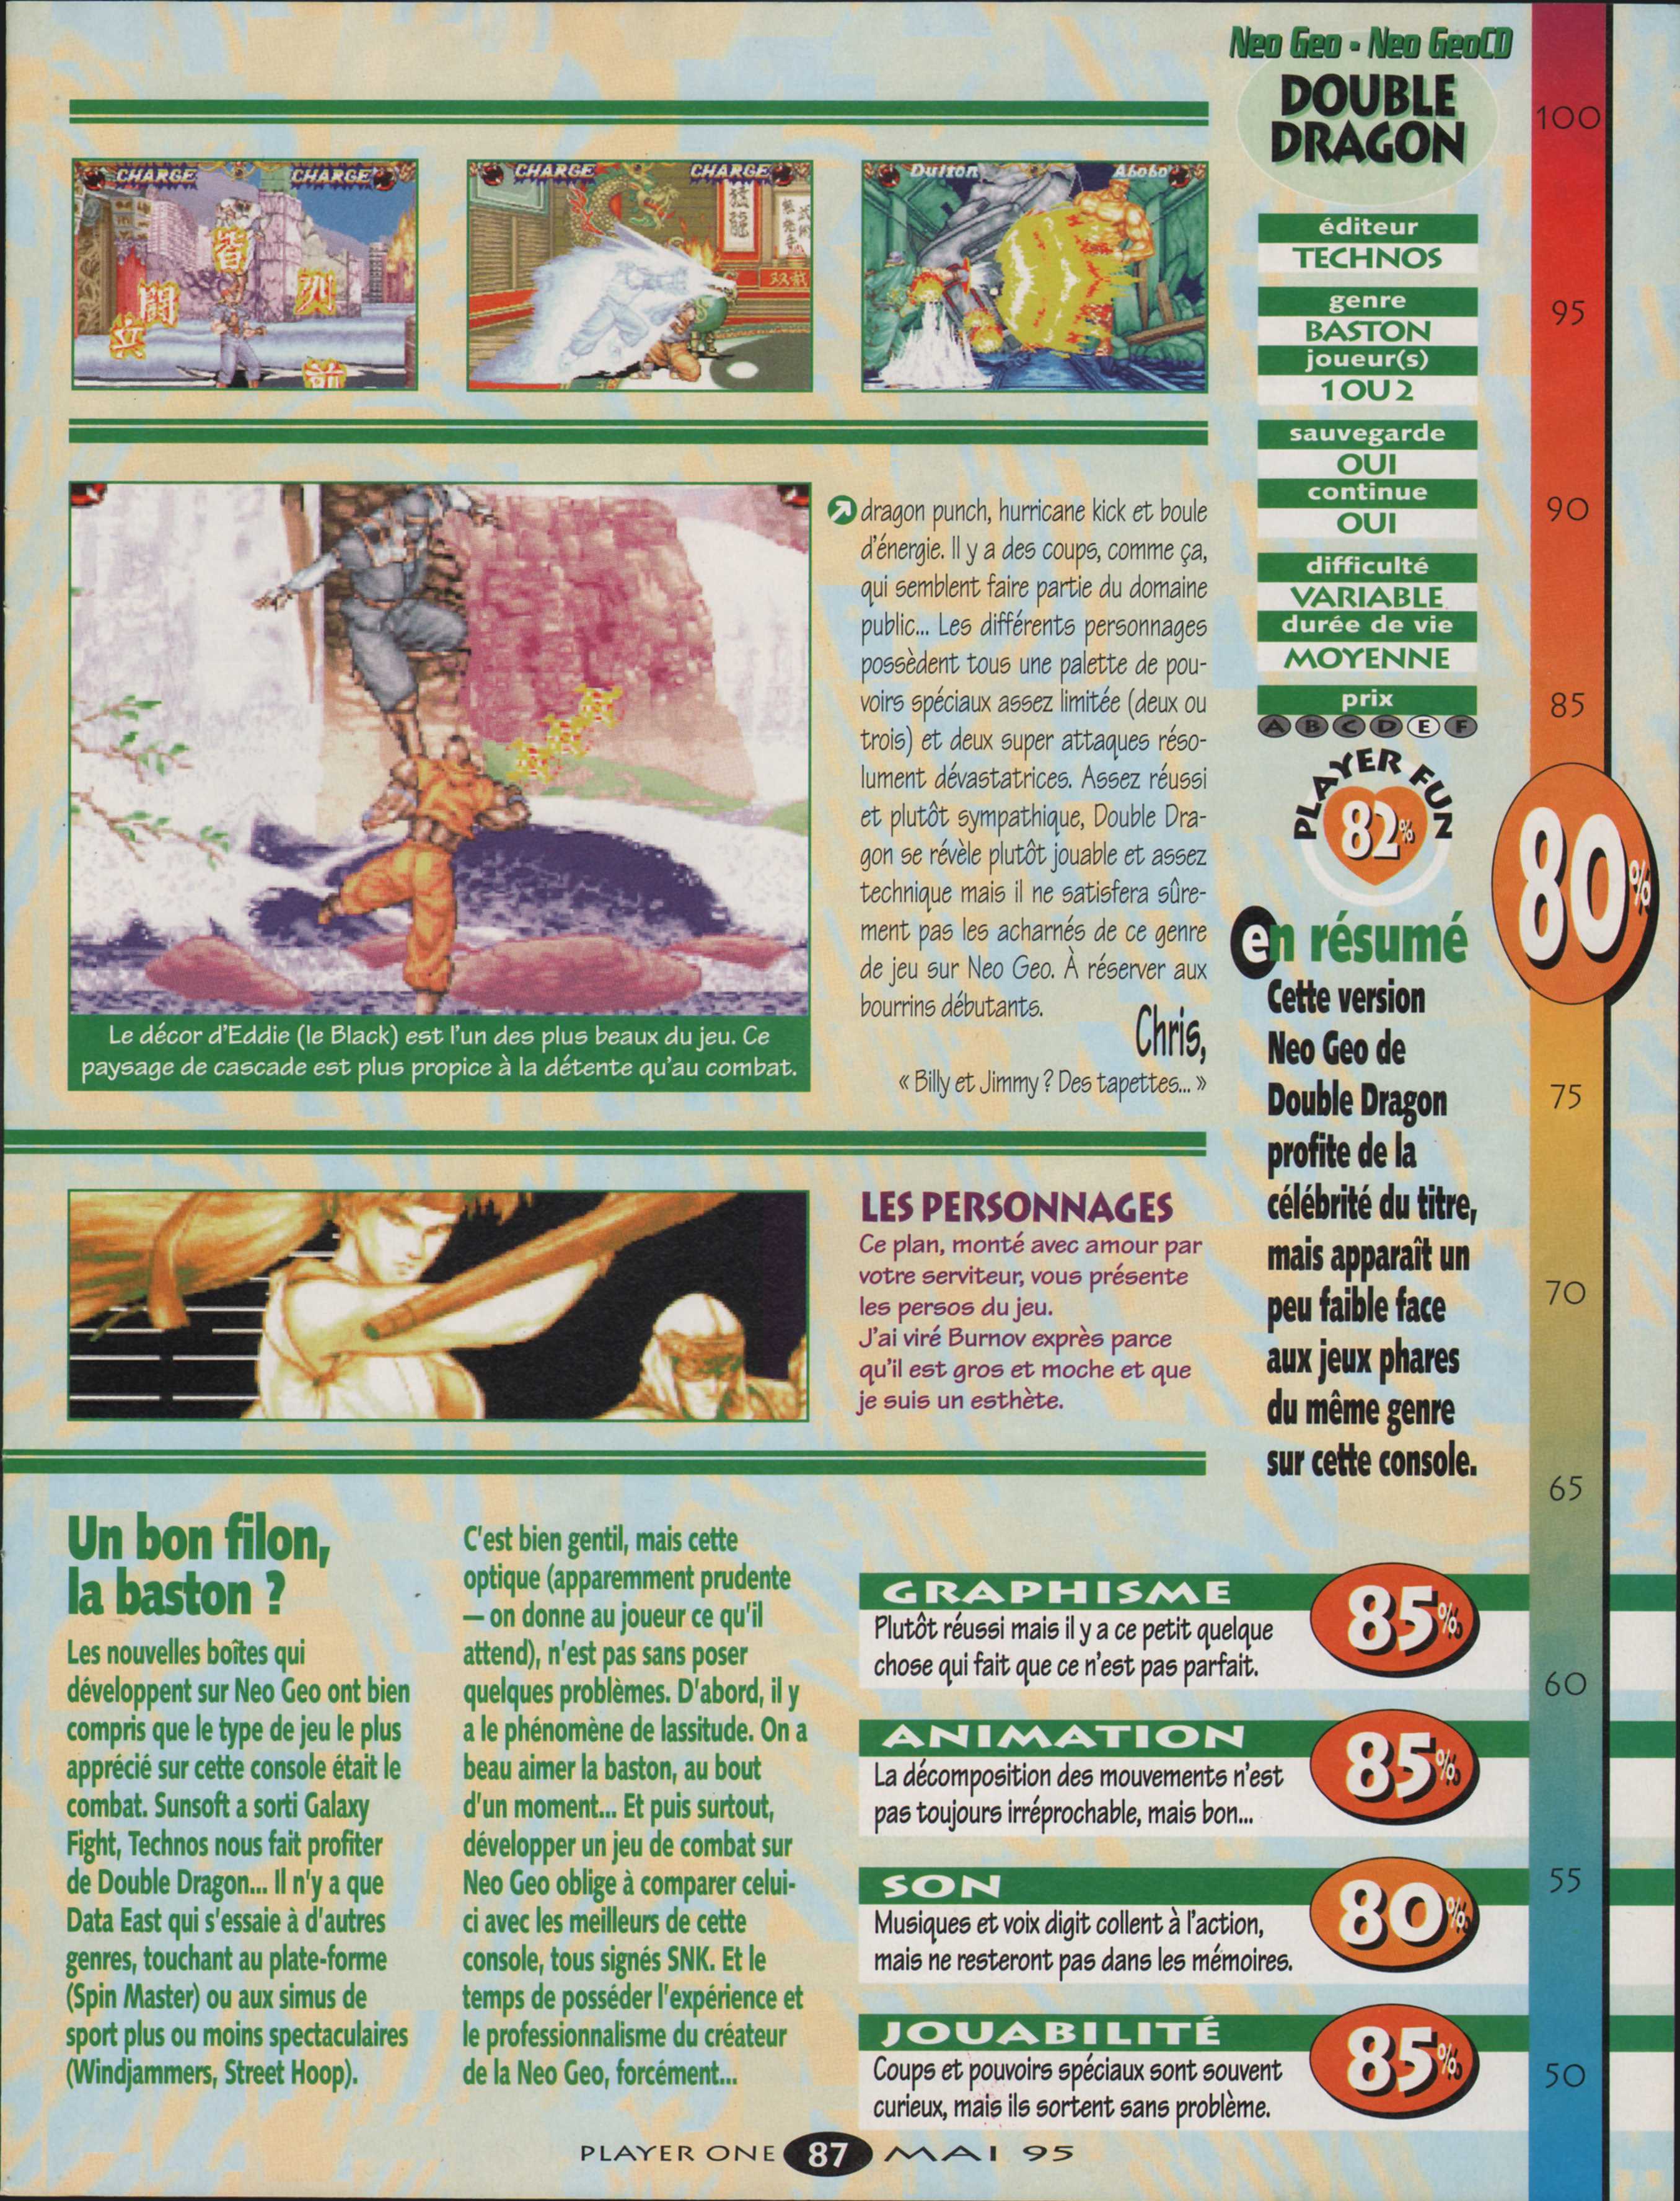 Neo Geo - Neo GeoCD
DOUBLE
DRAGON
CHARGE
CHARGE
CHARGE
CHARGE
Dulton
Abobo
dragon punch, hurricane kick et boule
d'énergie. Il y a des coups, comme ça,
qui semblent faire partie du domaine
public... Les différents personnages
possèdent tous une palette de pou-
voirs spéciaux assez limitée (deux ou
trois) et deux super attaques réso-
lument dévastatrices. Assez réussi
et plutôt sympathique, Double Dra-
gon se révèle plutôt jouable et assez
technique mais il ne satisfera sûre-
ment pas les acharnés de ce genre
de jeu sur Neo Geo. À réserver aux
bourrins débutants.
Chris,
« Billy et Jimmy ? Des tapettes... »
Le décor d'Eddie (le Black) est l'un des plus beaux du jeu. Ce
paysage de cascade est plus propice à la détente qu'au combat.
LES PERSONNAGES
Ce plan, monté avec amour par
votre serviteur, vous présente
les persos du jeu.
J'ai viré Burnov exprès parce
qu'il est gros et moche et que
je suis un esthète.
Un bon filon,
la baston ?
Les nouvelles boîtes qui
développent sur Neo Geo ont bien
compris que le type de jeu le plus
apprécié sur cette console était le
combat. Sunsoft a sorti Galaxy
Fight, Technos nous fait profiter
de Double Dragon... Il n'y a que
Data East qui s'essaie à d'autres
genres, touchant au plate-forme
(Spin Master) ou aux simus de
sport plus ou moins spectaculaires
(Windjammers, Street Hoop).
C'est bien gentil, mais cette
optique (apparemment prudente
— on donne au joueur ce qu'il
attend), n'est pas sans poser
quelques problèmes. D'abord, il y
a le phénomène de lassitude. On a
beau aimer la baston, au bout
d'un moment... Et puis surtout,
développer un jeu de combat sur
Neo Geo oblige à comparer celui-
ci avec les meilleurs de cette
console, tous signés SNK. Et le
temps de posséder l'expérience et
le professionnalisme du créateur
de la Neo Geo, forcément...
éditeur
TECHNOS
genre
BASTON
joueur(s)
1 OU 2
sauvegarde
OUI
continue
OUI
difficulté
VARIABLE
durée de vie
MOYENNE
prix
A B C D E F
PLAYER FUN
82%
en résumé
Cette version
Neo Geo de
Double Dragon
profite de la
célébrité du titre,
mais apparaît un
peu faible face
aux jeux phares
du même genre
sur cette console.
GRAPHISME
85%
Plutôt réussi mais il y a ce petit quelque
chose qui fait que ce n'est pas parfait.
ANIMATION
85%
La décomposition des mouvements n'est
pas toujours irréprochable, mais bon...
SON
80%
Musiques et voix digit collent à l'action,
mais ne resteront pas dans les mémoires.
JOUABILITÉ
85%
Coups et pouvoirs spéciaux sont souvent
curieux, mais ils sortent sans problème.
100
95
90
85
80%
75
70
65
60
55
50
PLAYER ONE 87 MAI 95